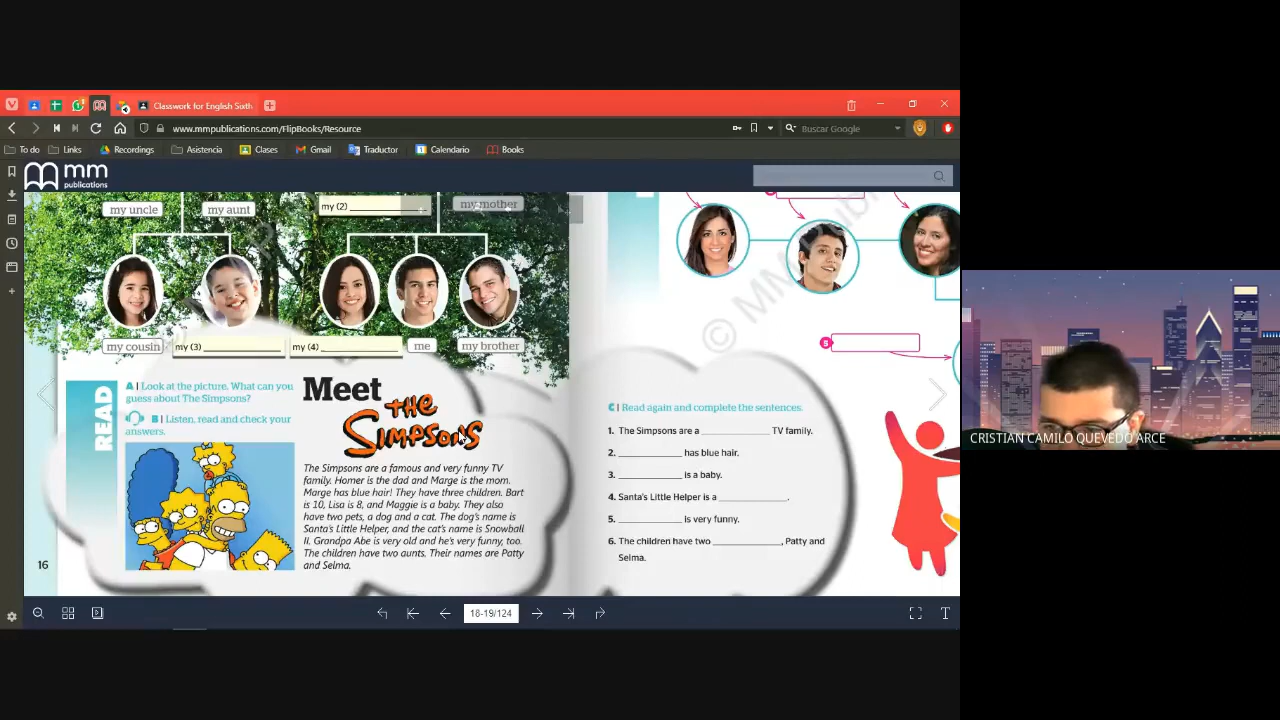 Classwork for English Sixth
www.mmpublications.com/FlipBooks/Resource
Buscar Google
To do
Links
Recordings
Asistencia
Clases
Gmail
Traductor
Calendario
Books
mm
publications
my uncle
my aunt
my (2)
my mother
my cousin
my (3)
my (4)
me
my brother
READ
A | Look at the picture. What can you
guess about The Simpsons?
B | Listen, read and check your
answers.
Meet
THE
SIMPSONS
The Simpsons are a famous and very funny TV
family. Homer is the dad and Marge is the mom.
Marge has blue hair! They have three children. Bart
is 10, Lisa is 8, and Maggie is a baby. They also
have two pets, a dog and a cat. The dog's name is
Santa's Little Helper, and the cat's name is Snowball
II. Grandpa Abe is very old and he's very funny, too.
The children have two aunts. Their names are Patty
and Selma.
16
5
C | Read again and complete the sentences.
1. The Simpsons are a ____________ TV family.
2. ___________ has blue hair.
3. ___________ is a baby.
4. Santa's Little Helper is a ____________.
5. ___________ is very funny.
6. The children have two ____________, Patty and
Selma.
18-19/124
CRISTIAN CAMILO QUEVEDO ARCE